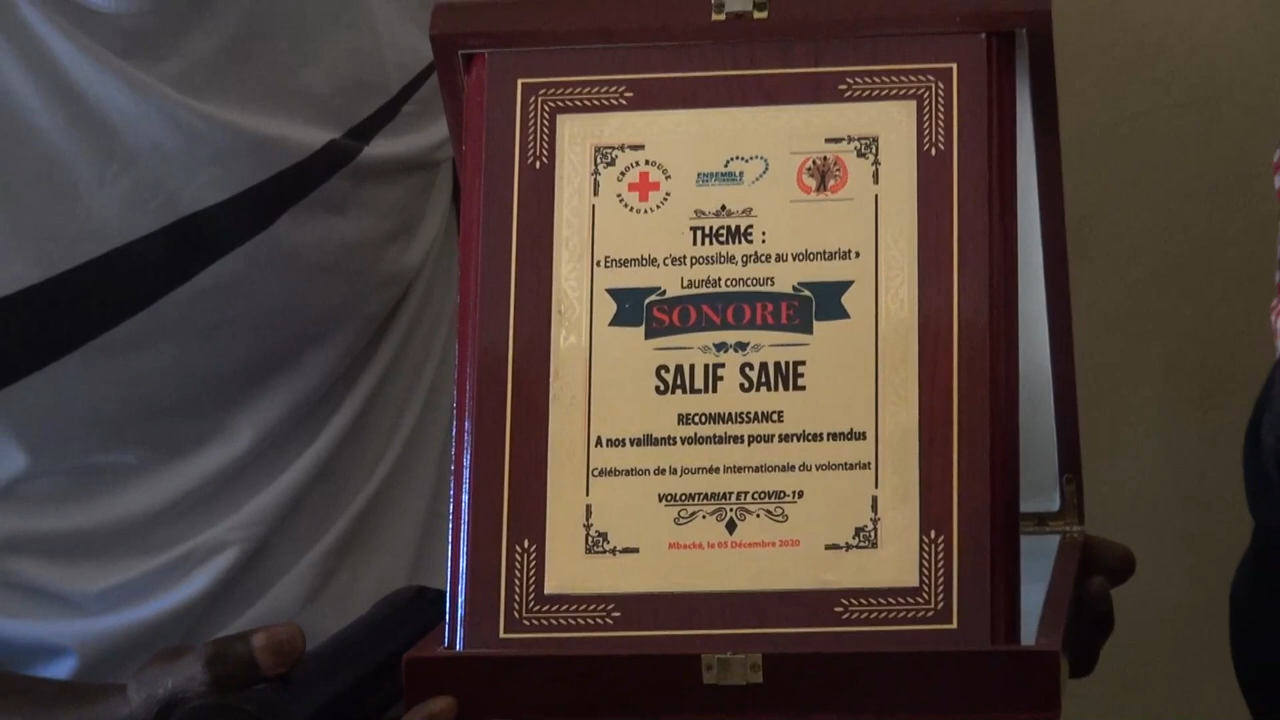 CROIX ROUGE
SENEGALAISE
ENSEMBLE
C'EST POSSIBLE
THEME :
« Ensemble, c'est possible, grâce au volontariat »
Lauréat concours
SONORE
SALIF SANE
RECONNAISSANCE
A nos vaillants volontaires pour services rendus
Célébration de la journée internationale du volontariat
VOLONTARIAT ET COVID-19
Mbacké, le 05 Décembre 2020